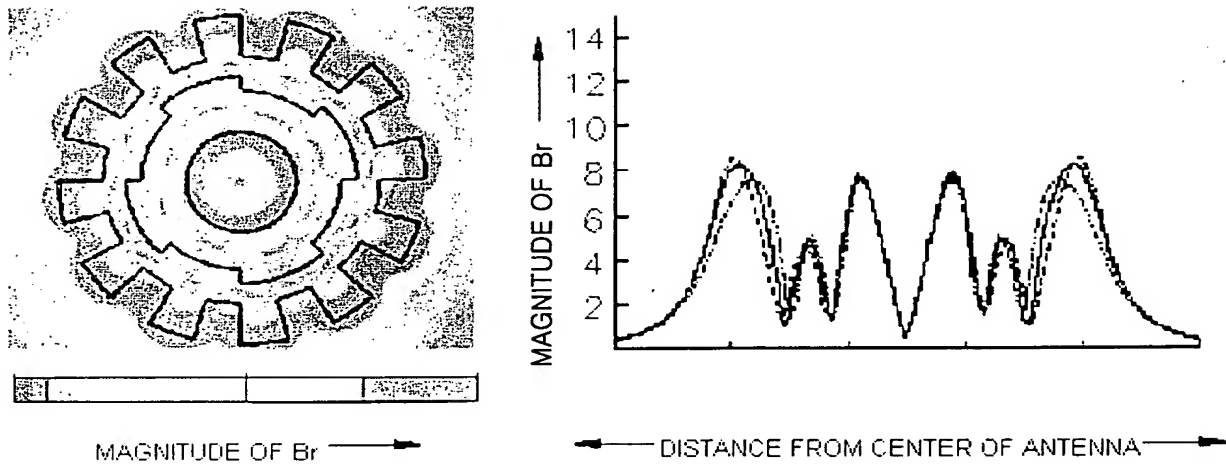 MAGNITUDE OF Br
MAGNITUDE OF Br
14
12
10
8
6
4
2
DISTANCE FROM CENTER OF ANTENNA